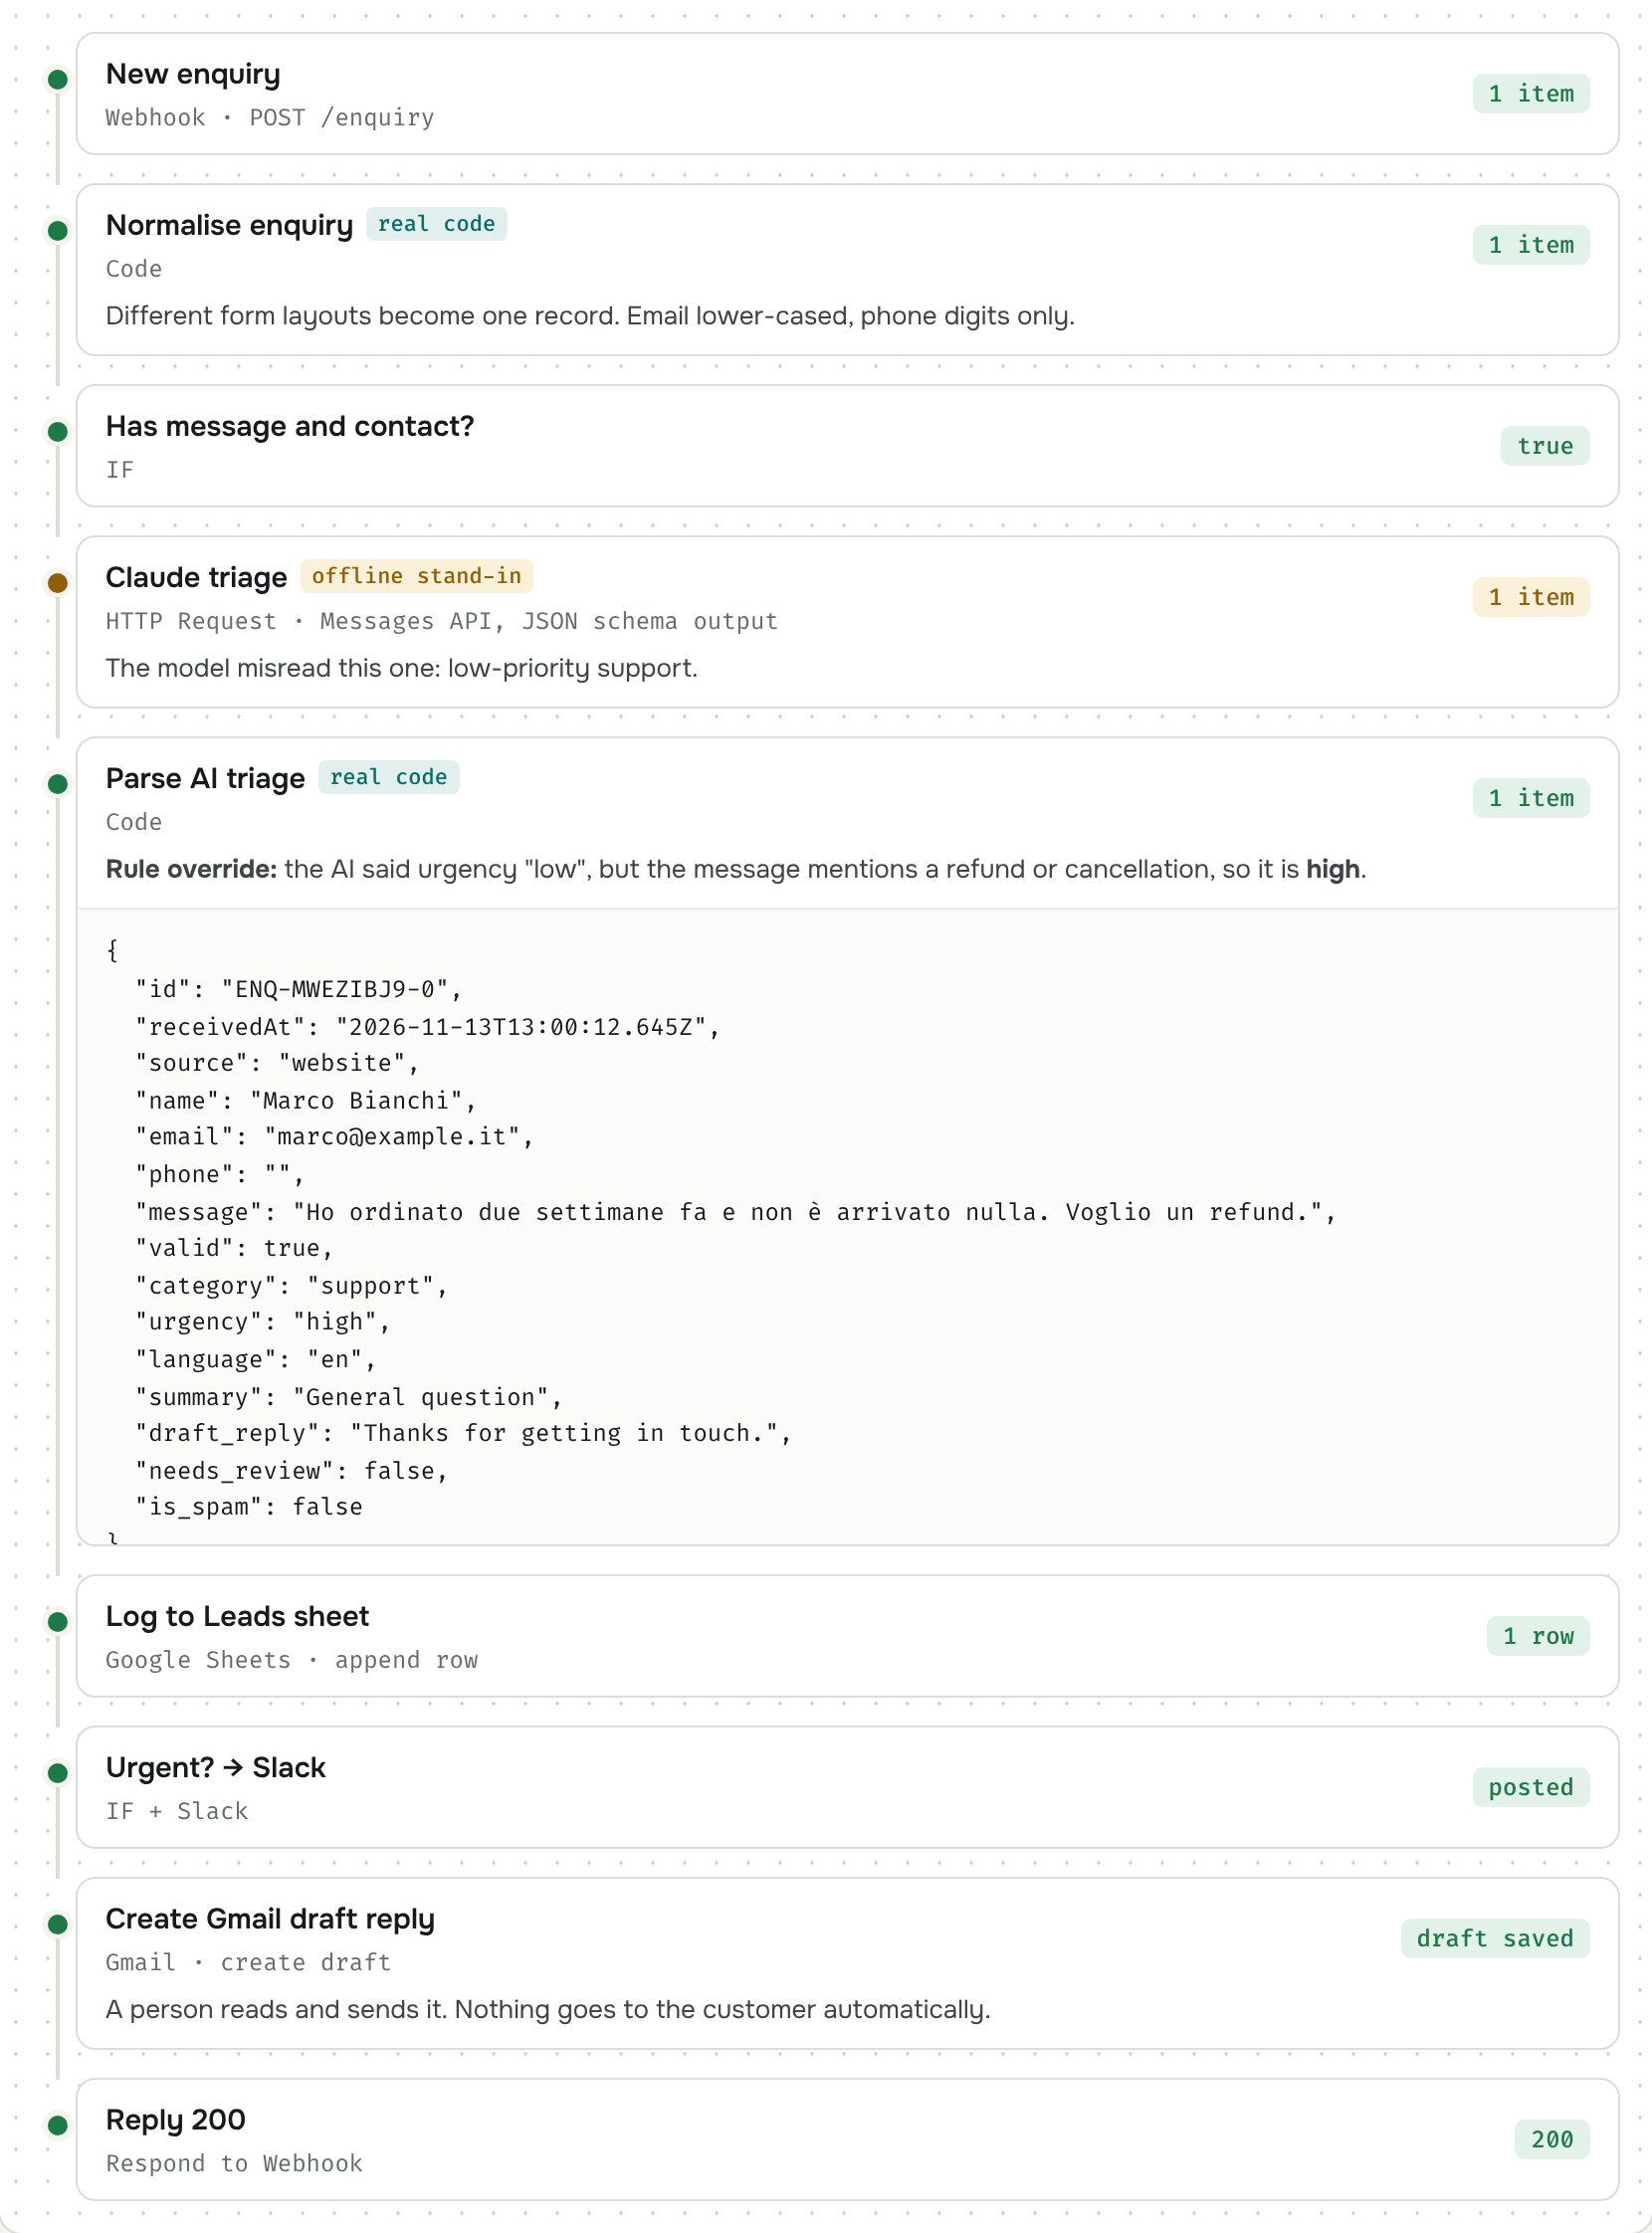 New enquiry
Webhook · POST /enquiry
1 item
Normalise enquiry real code
Code
Different form layouts become one record. Email lower-cased, phone digits only.
1 item
Has message and contact?
IF
true
Claude triage offline stand-in
HTTP Request · Messages API, JSON schema output
The model misread this one: low-priority support.
1 item
Parse AI triage real code
Code
Rule override: the AI said urgency "low", but the message mentions a refund or cancellation, so it is high.
1 item
{
  "id": "ENQ-MWEZIBJ9-0",
  "receivedAt": "2026-11-13T13:00:12.645Z",
  "source": "website",
  "name": "Marco Bianchi",
  "email": "marco@example.it",
  "phone": "",
  "message": "Ho ordinato due settimane fa e non è arrivato nulla. Voglio un refund.",
  "valid": true,
  "category": "support",
  "urgency": "high",
  "language": "en",
  "summary": "General question",
  "draft_reply": "Thanks for getting in touch.",
  "needs_review": false,
  "is_spam": false
}
Log to Leads sheet
Google Sheets · append row
1 row
Urgent? → Slack
IF + Slack
posted
Create Gmail draft reply
Gmail · create draft
A person reads and sends it. Nothing goes to the customer automatically.
draft saved
Reply 200
Respond to Webhook
200